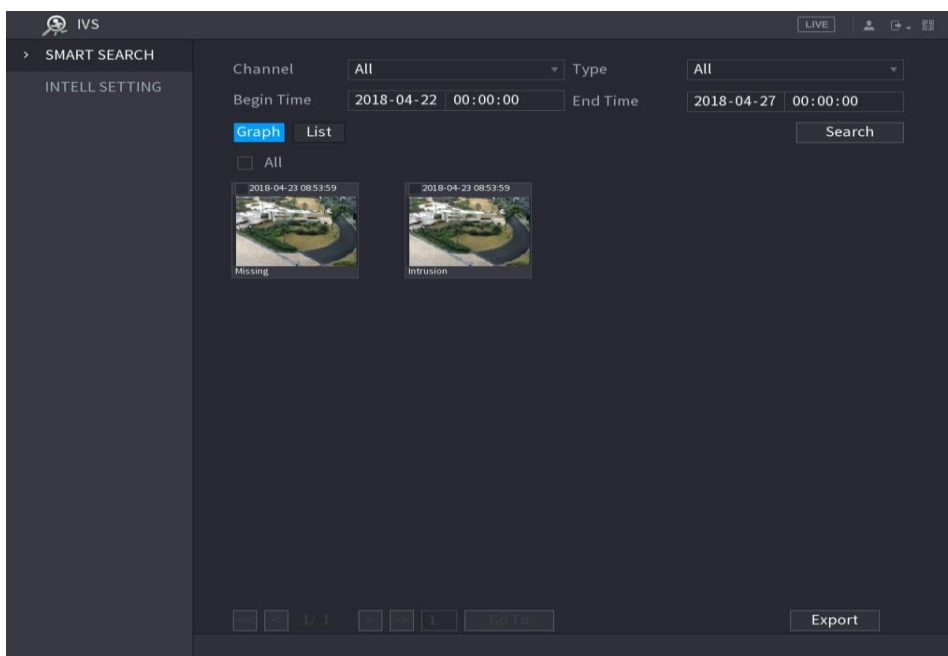 IVS
LIVE
SMART SEARCH
INTELL SETTING
Channel All Type All
Begin Time 2018-04-22 00:00:00 End Time 2018-04-27 00:00:00
Graph List Search
All
2018-04-23 08:53:59 2018-04-23 08:53:59
Missing Intrusion
<< < 1/ 1 > >> 1 Go To Export